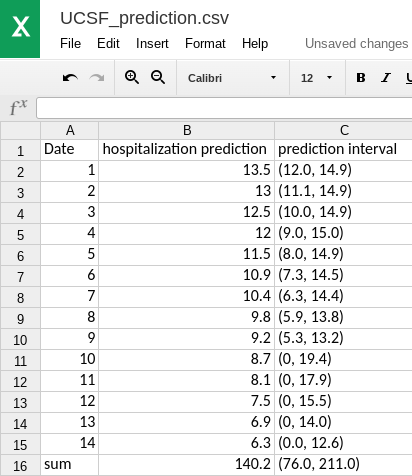 X
UCSF_prediction.csv
File Edit Insert Format Help Unsaved changes
Calibri 12 B I U
fx
A B C
1 Date hospitalization prediction prediction interval
2 1 13.5 (12.0, 14.9)
3 2 13 (11.1, 14.9)
4 3 12.5 (10.0, 14.9)
5 4 12 (9.0, 15.0)
6 5 11.5 (8.0, 14.9)
7 6 10.9 (7.3, 14.5)
8 7 10.4 (6.3, 14.4)
9 8 9.8 (5.9, 13.8)
10 9 9.2 (5.3, 13.2)
11 10 8.7 (0, 19.4)
12 11 8.1 (0, 17.9)
13 12 7.5 (0, 15.5)
14 13 6.9 (0, 14.0)
15 14 6.3 (0.0, 12.6)
16 sum 140.2 (76.0, 211.0)